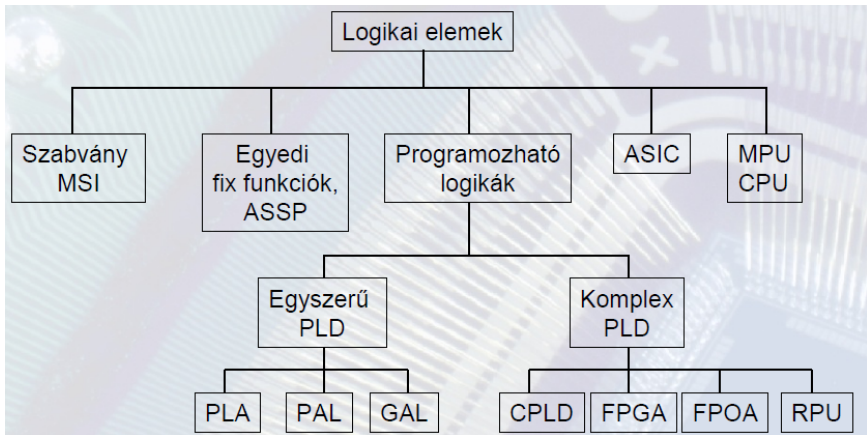 Logikai elemek
Szabvány
MSI
Egyedi
fix funkciók,
ASSP
Programozható
logikák
ASIC
MPU
CPU
Egyszerű
PLD
Komplex
PLD
PLA
PAL
GAL
CPLD
FPGA
FPOA
RPU